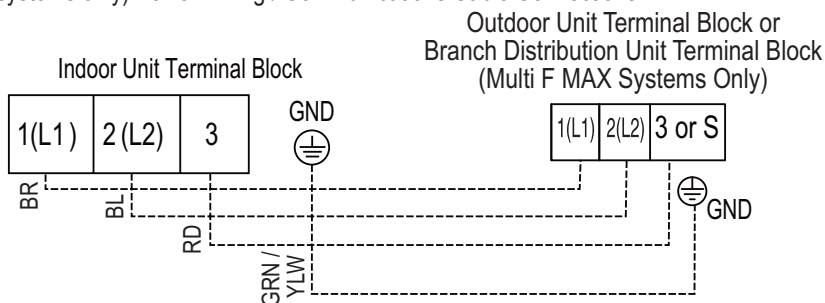 Outdoor Unit Terminal Block or
Branch Distribution Unit Terminal Block
(Multi F MAX Systems Only)
Indoor Unit Terminal Block
1(L1) 2(L2) 3
GND
1(L1) 2(L2) 3 or S
GND
BR
BL
RD
GRN /
YLW